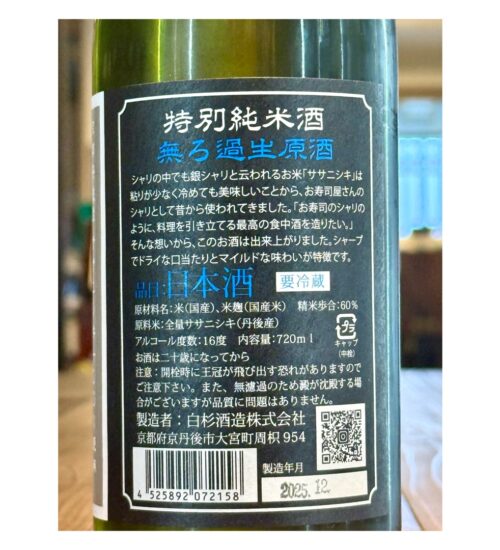 特別純米酒
無ろ過生原酒
シャリの中でも銀シャリと云われるお米「ササニシキ」は
粘りが少なく冷めても美味しいことから、お寿司屋さんの
シャリとして昔から使われてきました。「お寿司のシャリの
ように、料理を引き立てる最高の食中酒を造りたい。」
そんな想いから、このお酒は出来上がりました。シャープ
でドライな口当たりとマイルドな味わいが特徴です。
品目:日本酒 要冷蔵
原材料名:米(国産)、米麹(国産米) 精米歩合:60%
原料米:全量ササニシキ(丹後産)
アルコール度数:16度 内容量:720ml
お酒は二十歳になってから
プラ
キャップ
(中栓)
注意:開栓時に王冠が飛び出す恐れがありますので
ご注意下さい。また、無濾過のため滓が沈殿する場
合がございますが品質に問題はありません。
製造者:白杉酒造株式会社
京都府京丹後市大宮町周枳 954
4 525892 072158
製造年月
2025.12